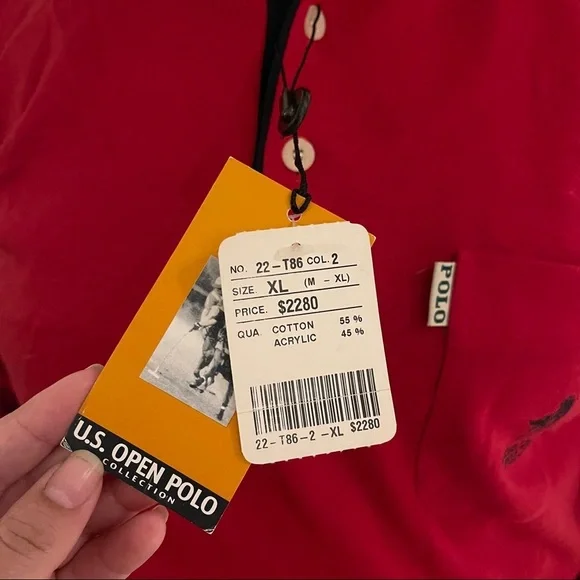 NO. 22-T86 COL. 2
SIZE. XL (M - XL)
PRICE. $2280
QUA. COTTON 55 %
ACRYLIC 45 %
22-T86-2-XL $2280
U.S. OPEN POLO
COLLECTION
POLO